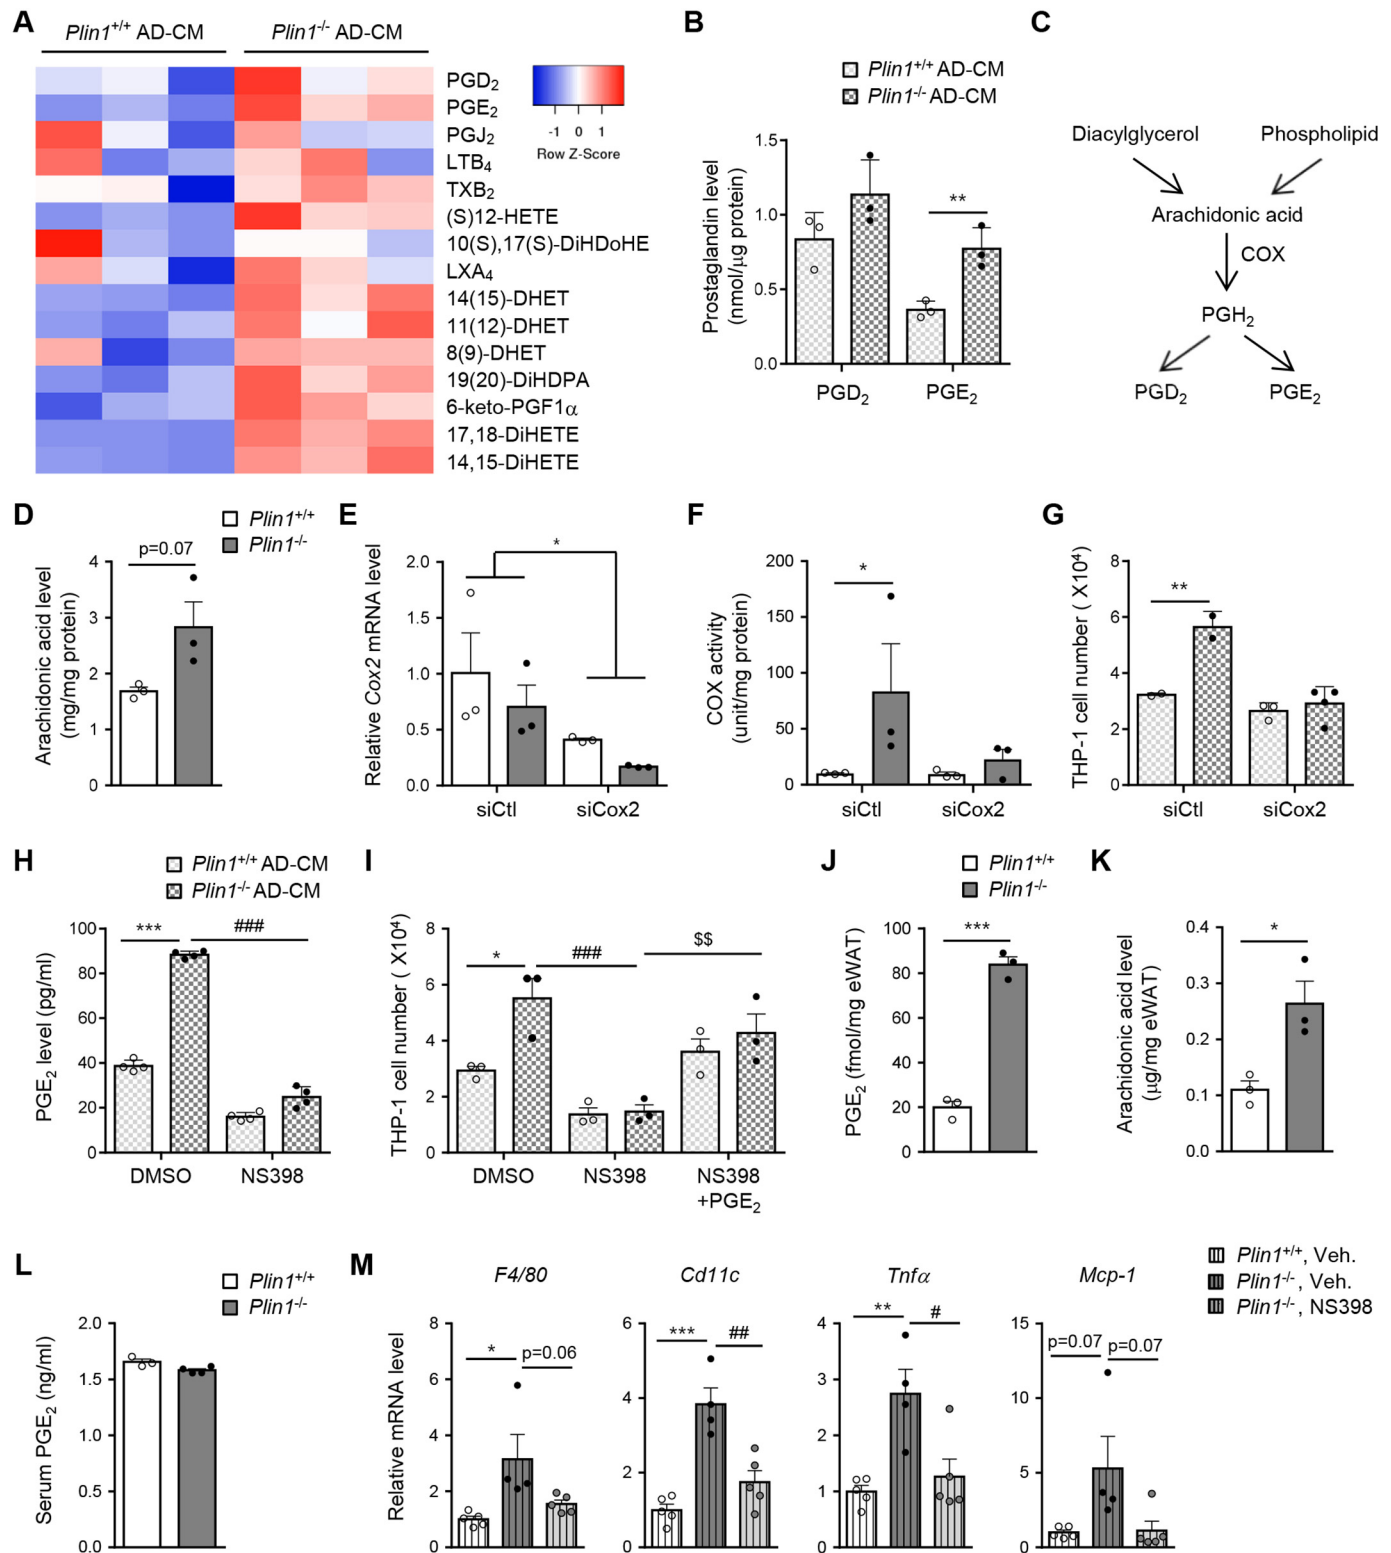 A
Plin1+/+ AD-CM
Plin1-/- AD-CM
PGD2
PGE2
PGJ2
LTB4
TXB2
(S)12-HETE
10(S),17(S)-DiHDoHE
LXA4
14(15)-DHET
11(12)-DHET
8(9)-DHET
19(20)-DiHDPA
6-keto-PGF1α
17,18-DiHETE
14,15-DiHETE
-1 0 1
Row Z-Score
B
Plin1+/+ AD-CM
Plin1-/- AD-CM
Prostaglandin level
(nmol/μg protein)
1.5
1.0
0.5
0.0
**
PGD2 PGE2
C
Diacylglycerol Phospholipid
Arachidonic acid
COX
PGH2
PGD2 PGE2
D
Plin1+/+
Plin1-/-
p=0.07
Arachidonic acid level
(mg/mg protein)
4
3
2
1
0
E
Relative Cox2 mRNA level
2.0
1.5
1.0
0.5
0.0
*
siCtl siCox2
F
COX activity
(unit/mg protein)
200
150
100
50
0
*
siCtl siCox2
G
THP-1 cell number ( X10⁴)
8
6
4
2
0
**
siCtl siCox2
H
Plin1+/+ AD-CM
Plin1-/- AD-CM
PGE2 level (pg/ml)
100
80
60
40
20
0
*** ###
DMSO NS398
I
THP-1 cell number ( X10⁴)
8
6
4
2
0
* ### $$
DMSO NS398 NS398
+PGE2
J
Plin1+/+
Plin1-/-
PGE2 (fmol/mg eWAT)
100
80
60
40
20
0
***
K
Arachidonic acid level
(μg/mg eWAT)
0.4
0.3
0.2
0.1
0.0
*
L
Plin1+/+
Plin1-/-
Serum PGE2 (ng/ml)
2.0
1.5
1.0
0.5
0.0
M
Plin1+/+, Veh.
Plin1-/-, Veh.
Plin1-/-, NS398
Relative mRNA level
F4/80
8
6
4
2
0
* p=0.06
Cd11c
6
4
2
0
*** ##
Tnfα
4
3
2
1
0
** #
Mcp-1
15
10
5
0
p=0.07 p=0.07